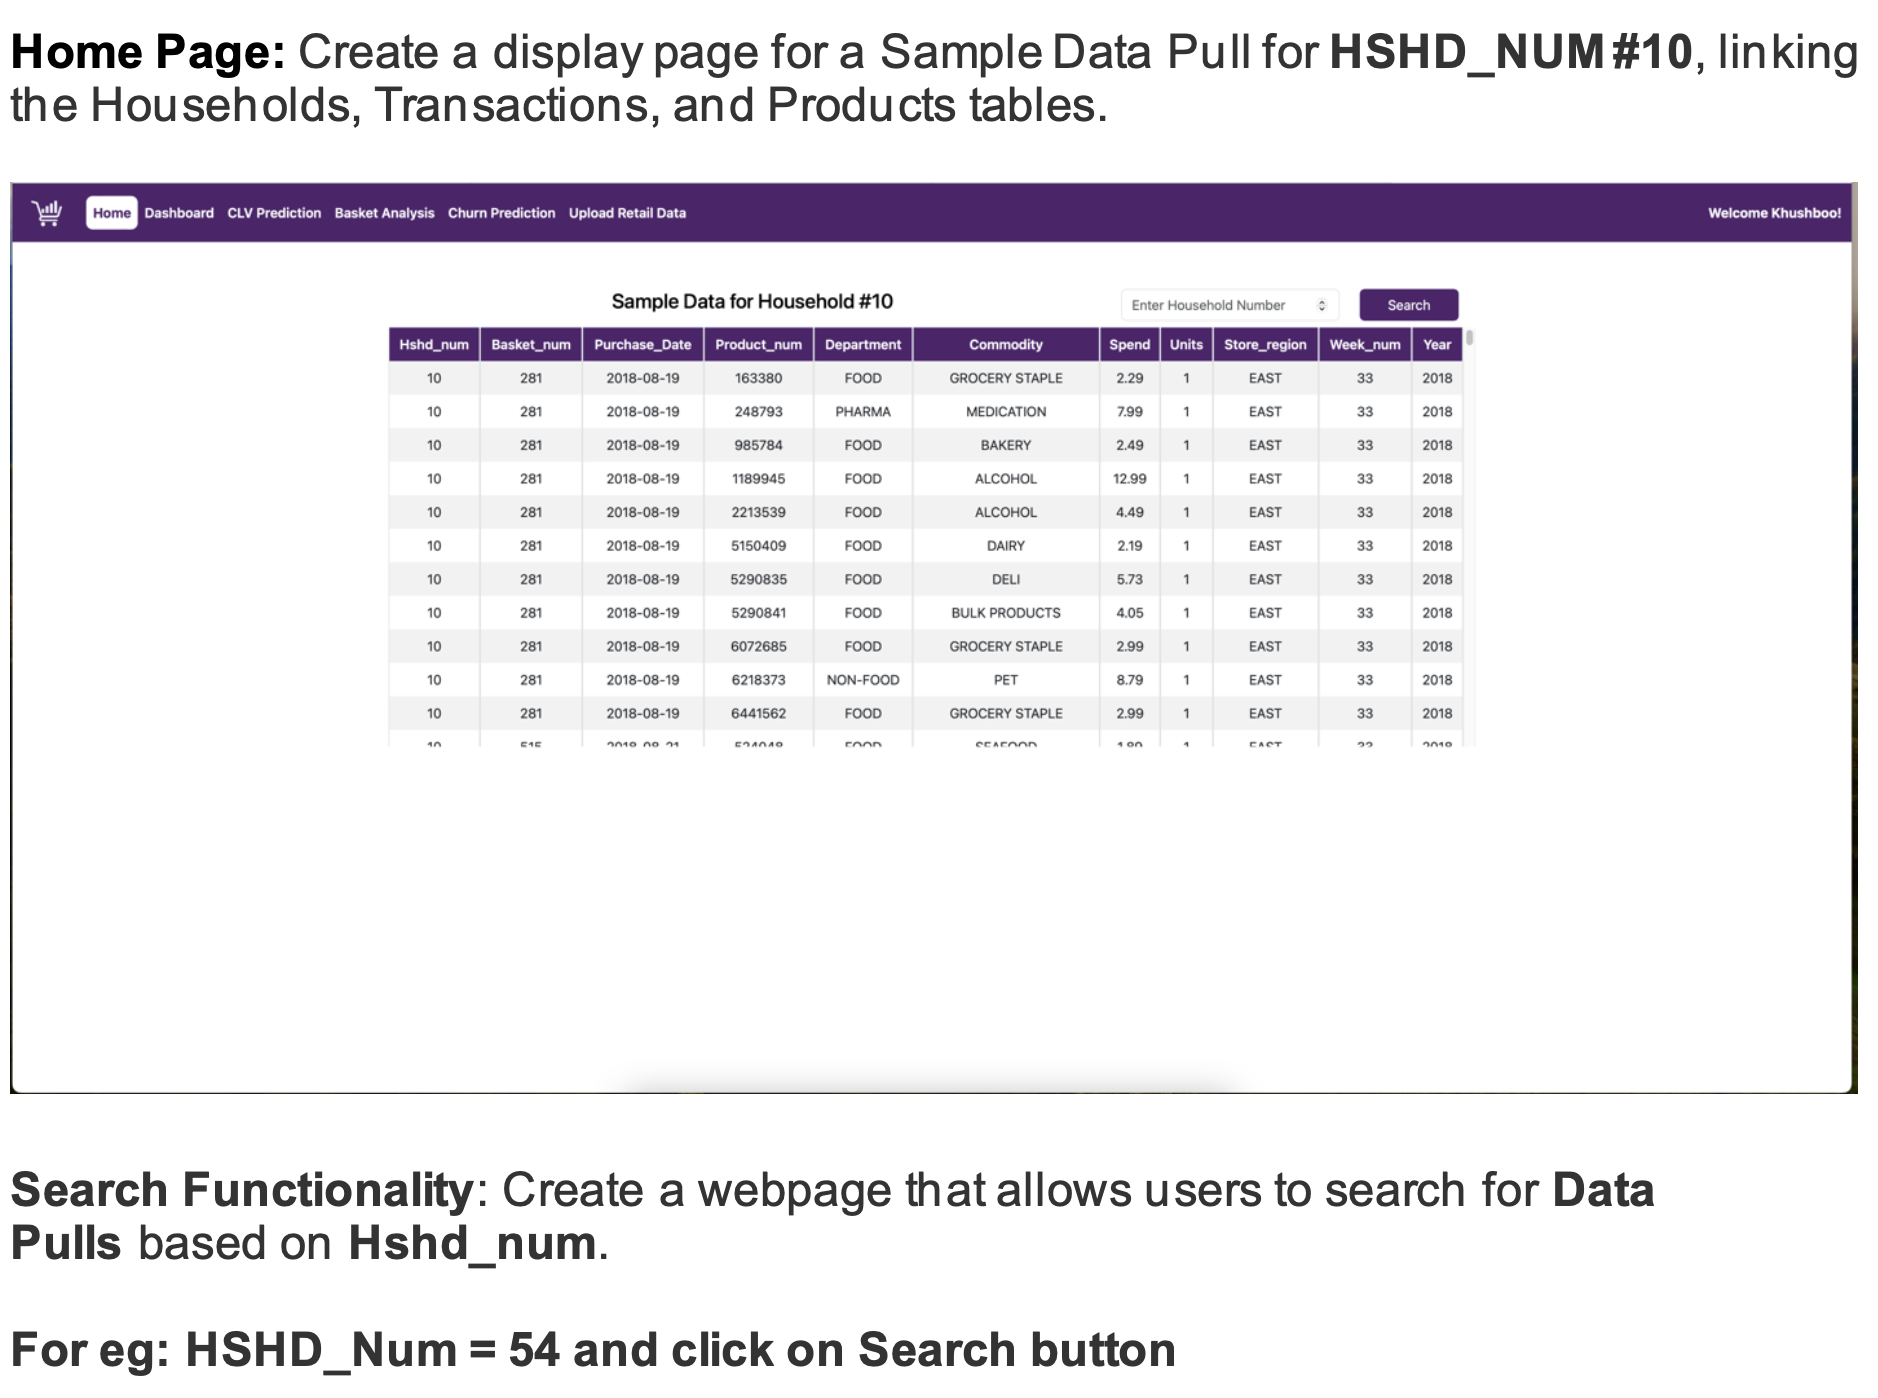 Home Page: Create a display page for a Sample Data Pull for HSHD_NUM #10, linking
the Households, Transactions, and Products tables.
Home Dashboard CLV Prediction Basket Analysis Churn Prediction Upload Retail Data Welcome Khushboo!
Sample Data for Household #10 Enter Household Number Search
Hshd_num Basket_num Purchase_Date Product_num Department Commodity Spend Units Store_region Week_num Year
10 281 2018-08-19 163380 FOOD GROCERY STAPLE 2.29 1 EAST 33 2018
10 281 2018-08-19 248793 PHARMA MEDICATION 7.99 1 EAST 33 2018
10 281 2018-08-19 985784 FOOD BAKERY 2.49 1 EAST 33 2018
10 281 2018-08-19 1189945 FOOD ALCOHOL 12.99 1 EAST 33 2018
10 281 2018-08-19 2213539 FOOD ALCOHOL 4.49 1 EAST 33 2018
10 281 2018-08-19 5150409 FOOD DAIRY 2.19 1 EAST 33 2018
10 281 2018-08-19 5290835 FOOD DELI 5.73 1 EAST 33 2018
10 281 2018-08-19 5290841 FOOD BULK PRODUCTS 4.05 1 EAST 33 2018
10 281 2018-08-19 6072685 FOOD GROCERY STAPLE 2.99 1 EAST 33 2018
10 281 2018-08-19 6218373 NON-FOOD PET 8.79 1 EAST 33 2018
10 281 2018-08-19 6441562 FOOD GROCERY STAPLE 2.99 1 EAST 33 2018
Search Functionality: Create a webpage that allows users to search for Data
Pulls based on Hshd_num.
For eg: HSHD_Num = 54 and click on Search button